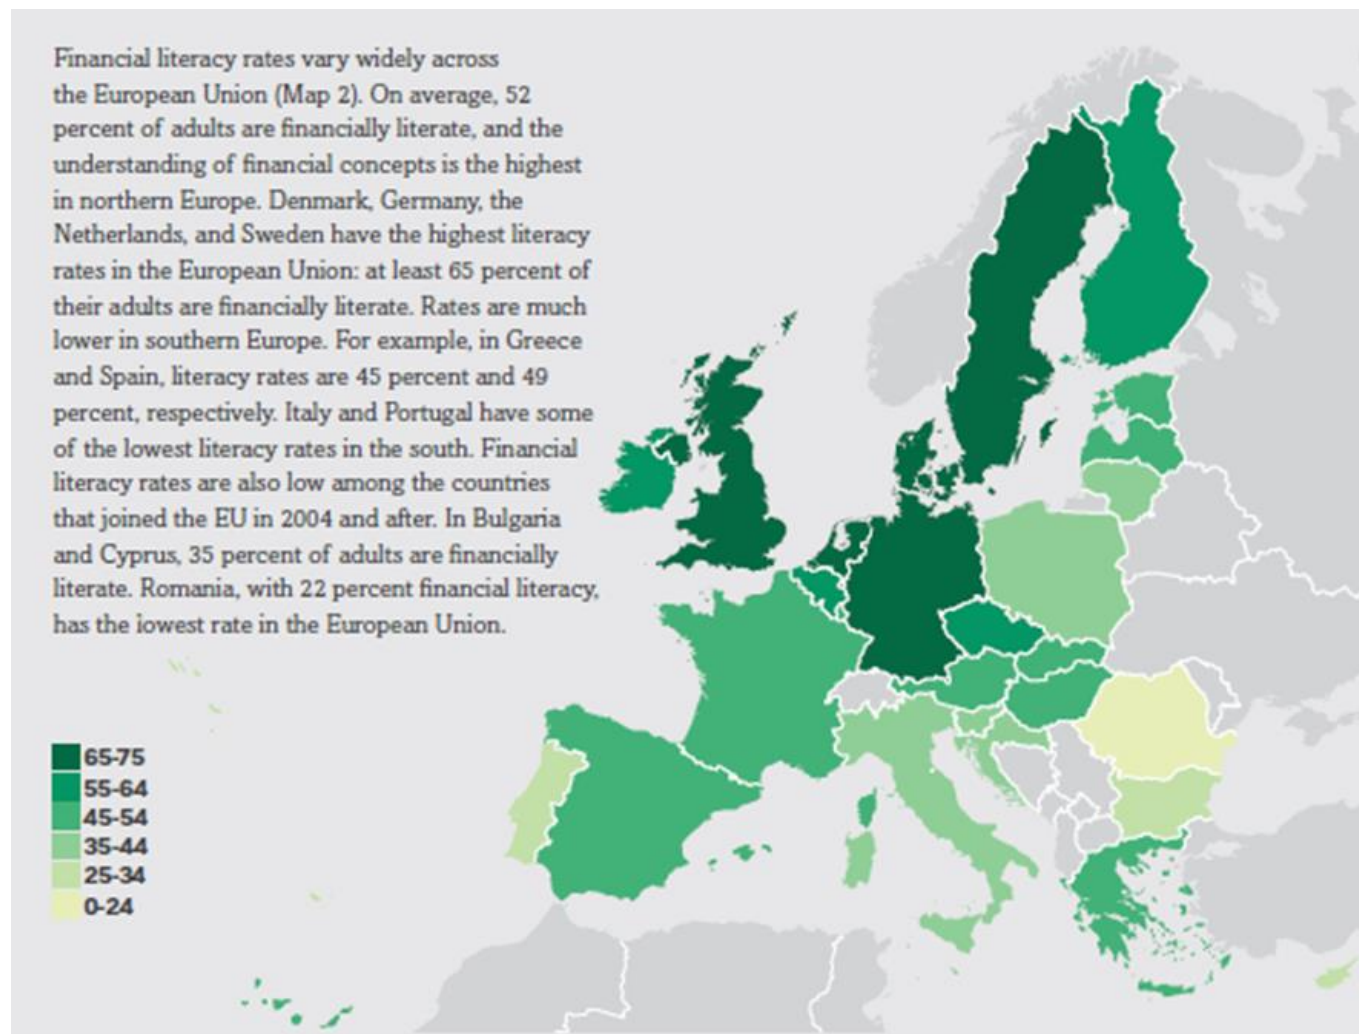 Financial literacy rates vary widely across
the European Union (Map 2). On average, 52
percent of adults are financially literate, and the
understanding of financial concepts is the highest
in northern Europe. Denmark, Germany, the
Netherlands, and Sweden have the highest literacy
rates in the European Union: at least 65 percent of
their adults are financially literate. Rates are much
lower in southern Europe. For example, in Greece
and Spain, literacy rates are 45 percent and 49
percent, respectively. Italy and Portugal have some
of the lowest literacy rates in the south. Financial
literacy rates are also low among the countries
that joined the EU in 2004 and after. In Bulgaria
and Cyprus, 35 percent of adults are financially
literate. Romania, with 22 percent financial literacy,
has the lowest rate in the European Union.
65-75
55-64
45-54
35-44
25-34
0-24